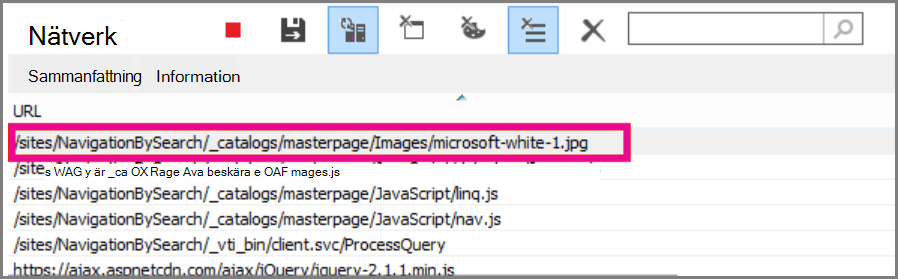 Nätverk
Sammanfattning Information
URL
/sites/NavigationBySearch/_catalogs/masterpage/Images/microsoft-white-1.jpg
/site s WAG y är _ca OX Rage Ava beskära e OAF mages.js
/sites/NavigationBySearch/_catalogs/masterpage/JavaScript/linq.js
/sites/NavigationBySearch/_catalogs/masterpage/JavaScript/nav.js
/sites/NavigationBySearch/_vti_bin/client.svc/ProcessQuery
https://ajax.aspnetcdn.com/ajax/jQuery/jquery-2.1.1.min.js